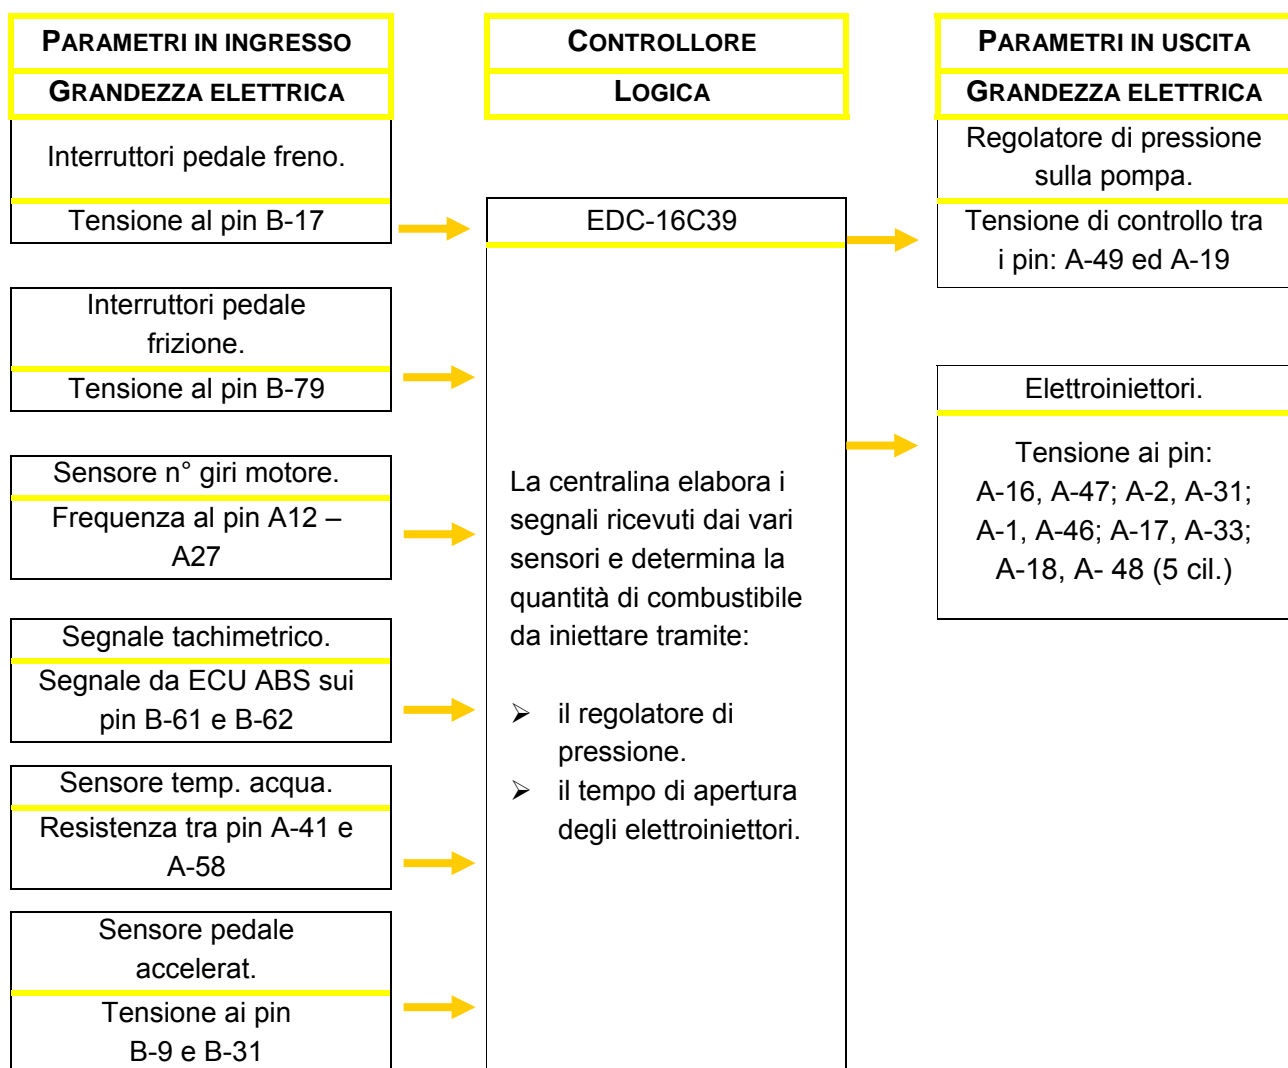 PARAMETRI IN INGRESSO
GRANDEZZA ELETTRICA
Interruttori pedale freno.
Tensione al pin B-17
Interruttori pedale
frizione.
Tensione al pin B-79
Sensore n° giri motore.
Frequenza al pin A12 –
A27
Segnale tachimetrico.
Segnale da ECU ABS sui
pin B-61 e B-62
Sensore temp. acqua.
Resistenza tra pin A-41 e
A-58
Sensore pedale
accelerat.
Tensione ai pin
B-9 e B-31
CONTROLLORE
LOGICA
EDC-16C39
La centralina elabora i
segnali ricevuti dai vari
sensori e determina la
quantità di combustibile
da iniettare tramite:
➢ il regolatore di
pressione.
➢ il tempo di apertura
degli elettroiniettori.
PARAMETRI IN USCITA
GRANDEZZA ELETTRICA
Regolatore di pressione
sulla pompa.
Tensione di controllo tra
i pin: A-49 ed A-19
Elettroiniettori.
Tensione ai pin:
A-16, A-47; A-2, A-31;
A-1, A-46; A-17, A-33;
A-18, A- 48 (5 cil.)